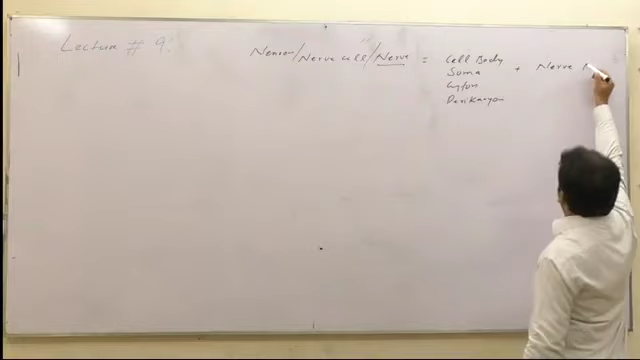 Lecture # 9:
Neuron/Nerve cell/Nerve = Cell Body + Nerve
Soma
Cyton
Perikaryon